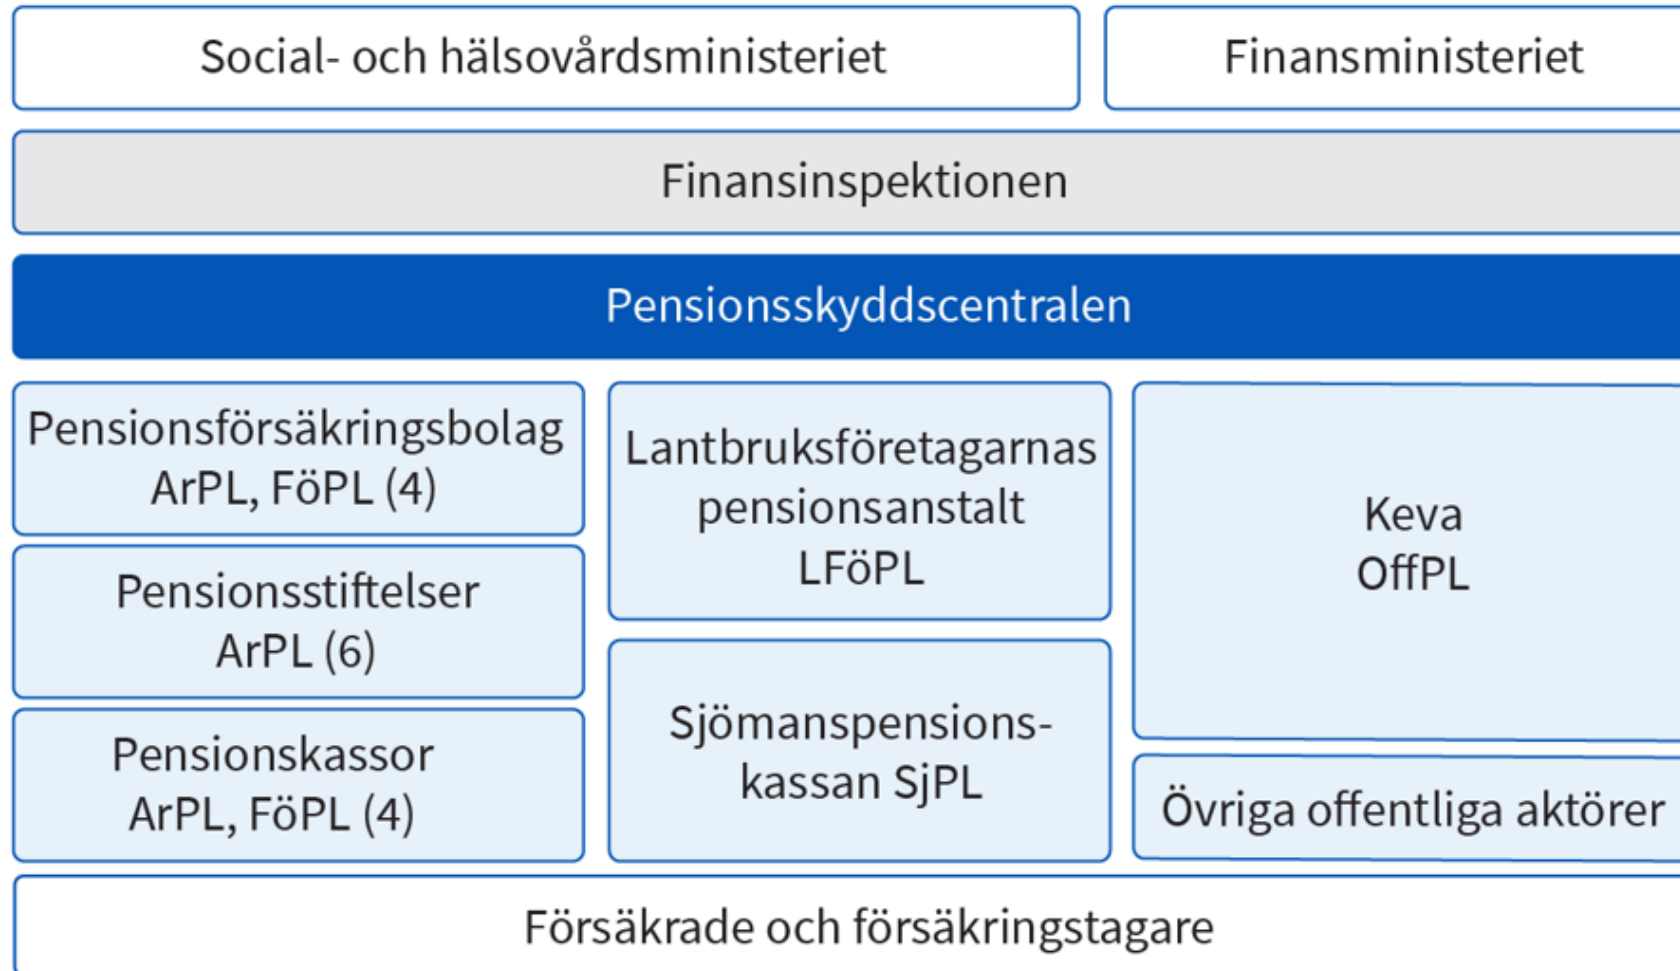 Social- och hälsovårdsministeriet
Finansministeriet
Finansinspektionen
Pensionsskyddscentralen
Pensionsförsäkringsbolag
ArPL, FöPL (4)
Pensionsstiftelser
ArPL (6)
Pensionskassor
ArPL, FöPL (4)
Lantbruksföretagarnas
pensionsanstalt
LFöPL
Sjömanspensions-
kassan SjPL
Keva
OffPL
Övriga offentliga aktörer
Försäkrade och försäkringstagare